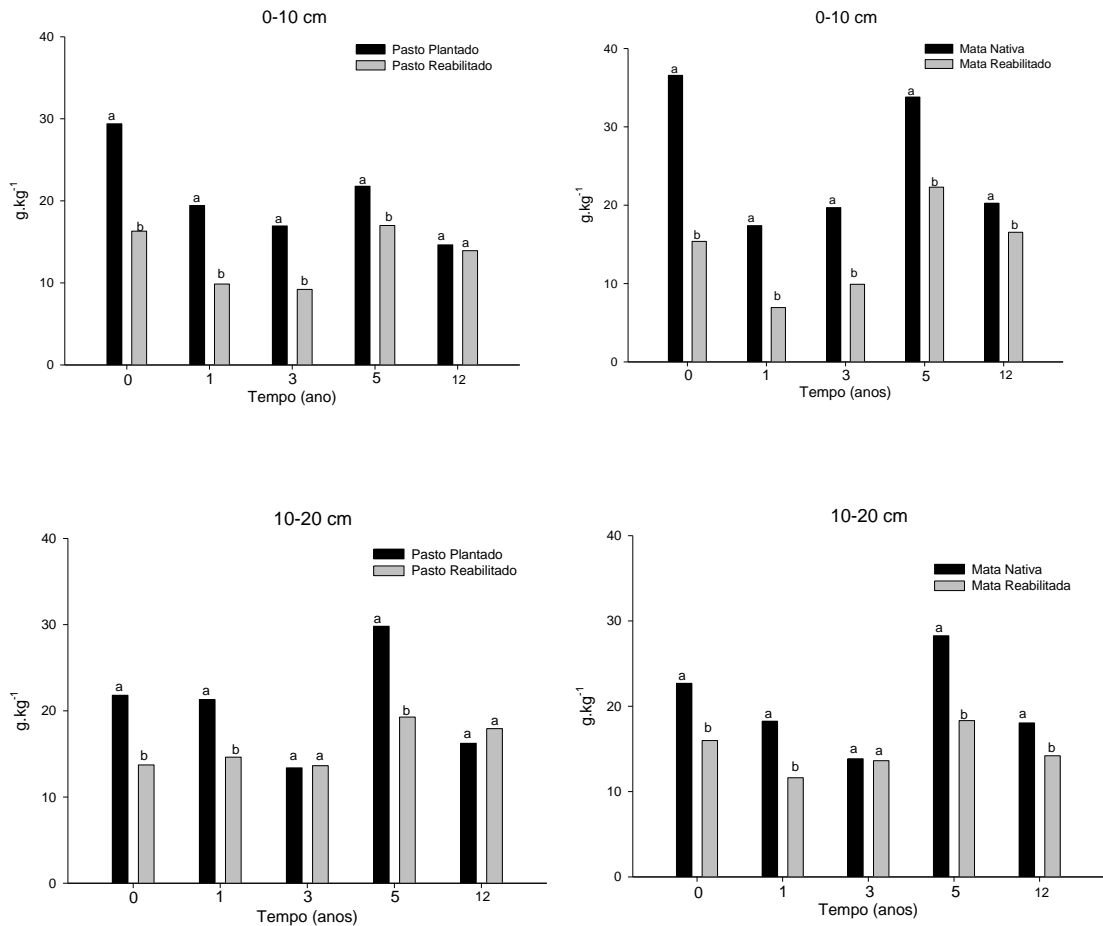 0-10 cm
40
30
20
10
0
g.kg-1
Pasto Plantado
Pasto Reabilitado
a b a b a b a b a a
0 1 3 5 12
Tempo (ano)
0-10 cm
40
30
20
10
0
g.kg-1
Mata Nativa
Mata Reabilitado
a b a b a b a b a b
0 1 3 5 12
Tempo (anos)
10-20 cm
40
30
20
10
0
g.kg-1
Pasto Plantado
Pasto Reabilitado
a b a b a a a b a a
0 1 3 5 12
Tempo (anos)
10-20 cm
40
30
20
10
0
g.kg-1
Mata Nativa
Mata Reabilitada
a b a b a a a b a b
0 1 3 5 12
Tempo (anos)